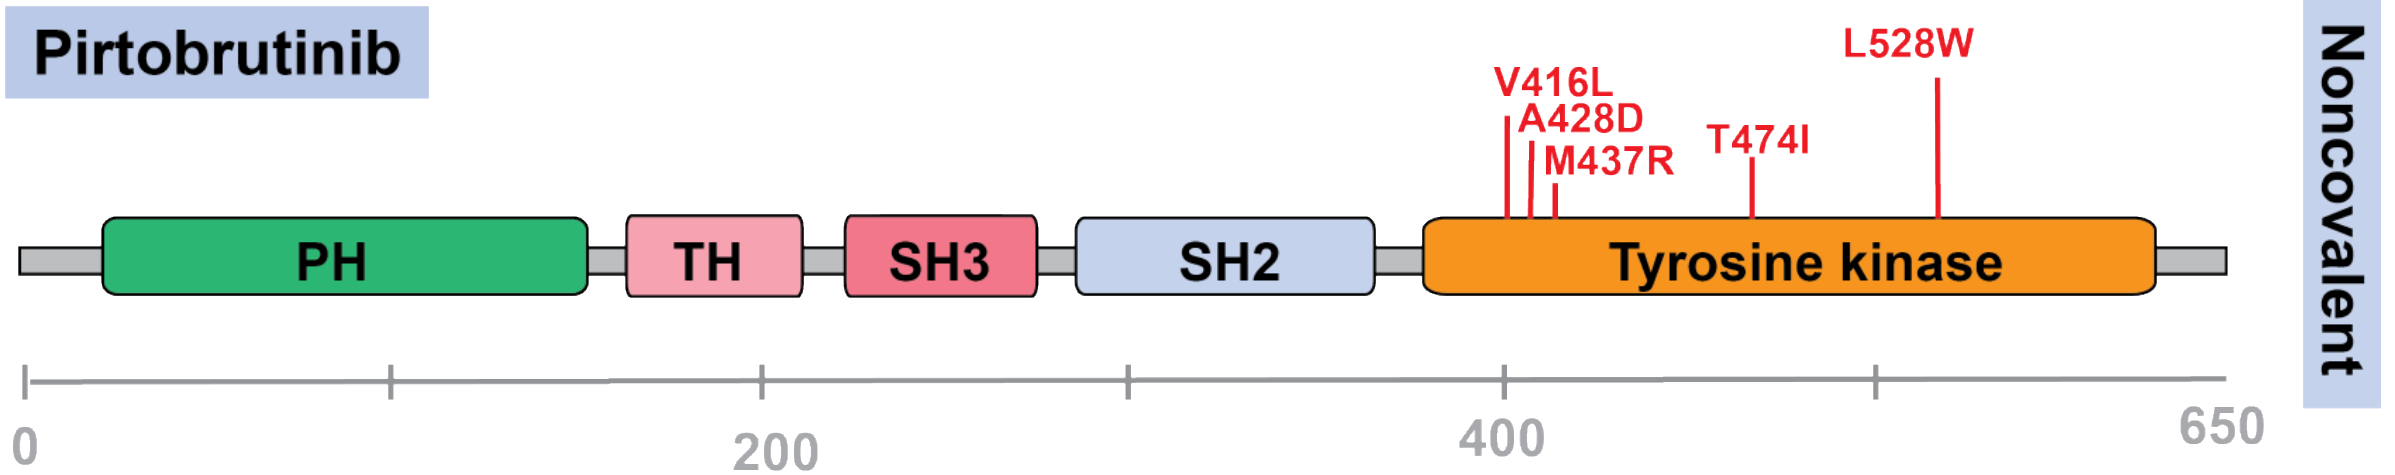 Pirtobrutinib
L528W
V416L
A428D
T474I
M437R
PH
TH
SH3
SH2
Tyrosine kinase
0
200
400
650
Noncovalent